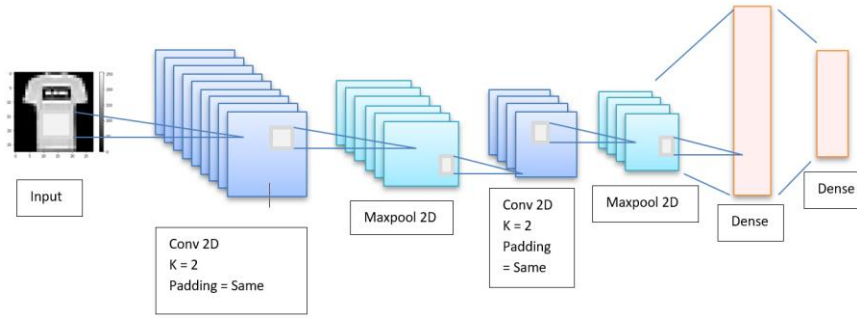 Input
Conv 2D
K = 2
Padding = Same
Maxpool 2D
Conv 2D
K = 2
Padding
= Same
Maxpool 2D
Dense
Dense